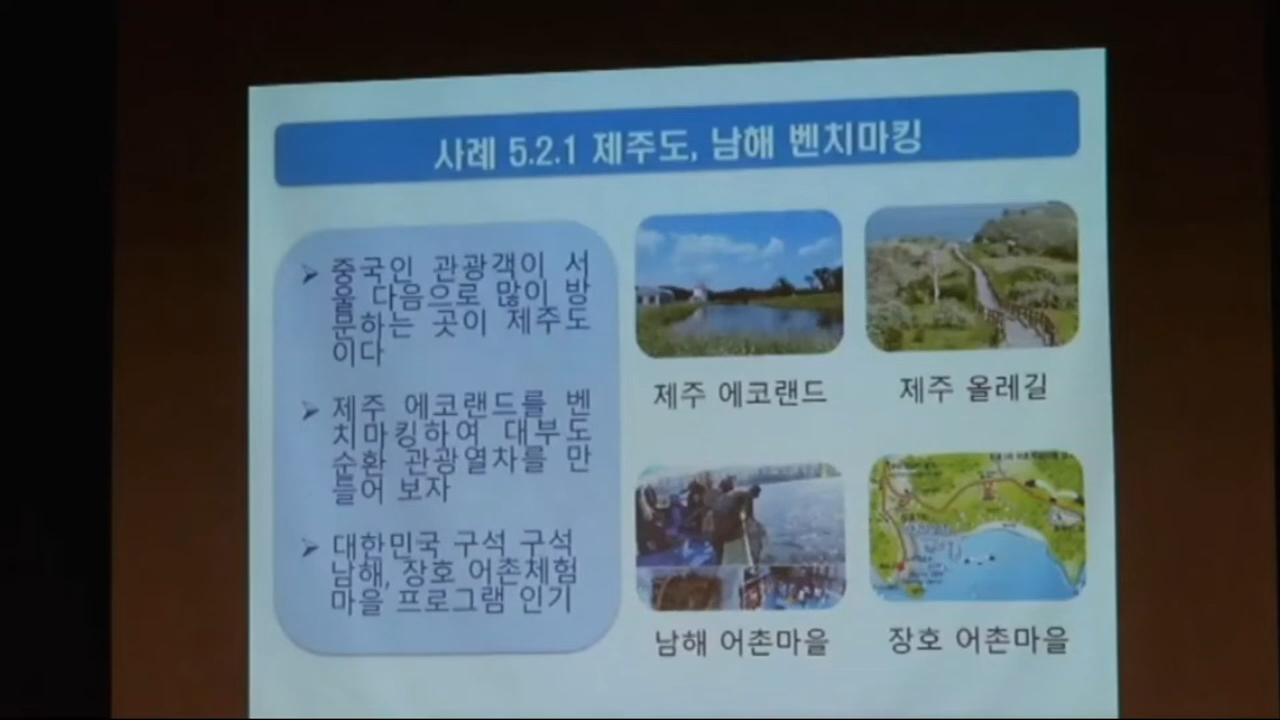 사례 5.2.1 제주도, 남해 벤치마킹
➢ 중국인 관광객이 서
울 다음으로 많이 방
문하는 곳이 제주도
이다
➢ 제주 에코랜드를 벤
치마킹하여 대부도
순환 관광열차를 만
들어 보자
➢ 대한민국 구석 구석
남해, 장호 어촌체험
마을 프로그램 인기
제주 에코랜드
제주 올레길
남해 어촌마을
장호 어촌마을